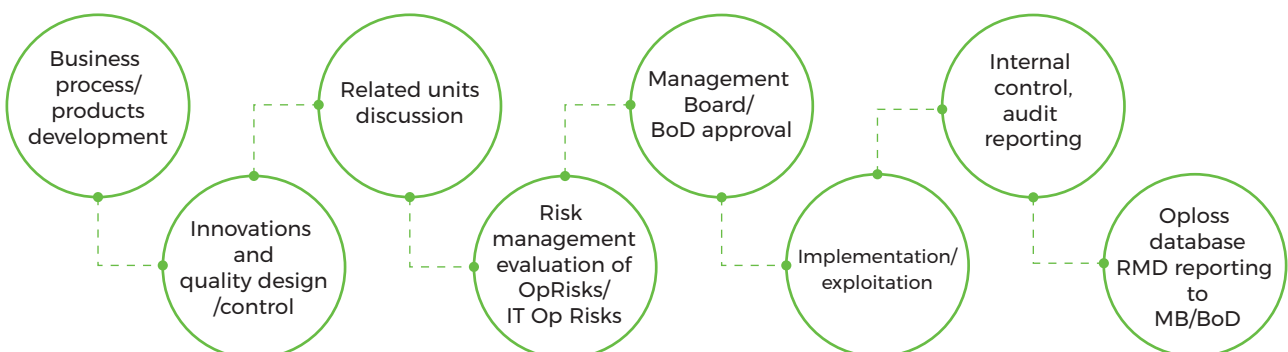 Business
process/
products
development
Innovations
and
quality design
/control
Related units
discussion
Risk
management
evaluation of
OpRisks/
IT Op Risks
Management
Board/
BoD approval
Implementation/
exploitation
Internal
control,
audit
reporting
Oploss
database
RMD reporting
to
MB/BoD